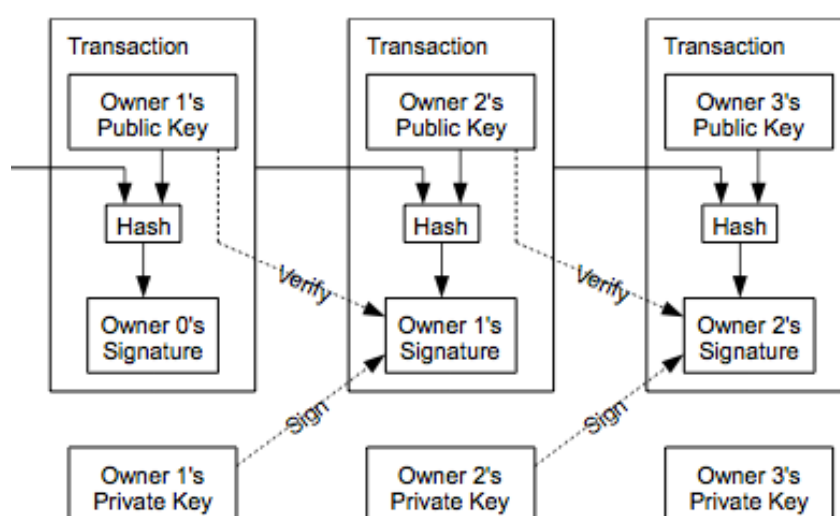 Transaction
Owner 1's
Public Key
Hash
Owner 0's
Signature
Verify
Transaction
Owner 2's
Public Key
Hash
Owner 1's
Signature
Verify
Transaction
Owner 3's
Public Key
Hash
Owner 2's
Signature
Sign
Sign
Owner 1's
Private Key
Owner 2's
Private Key
Owner 3's
Private Key